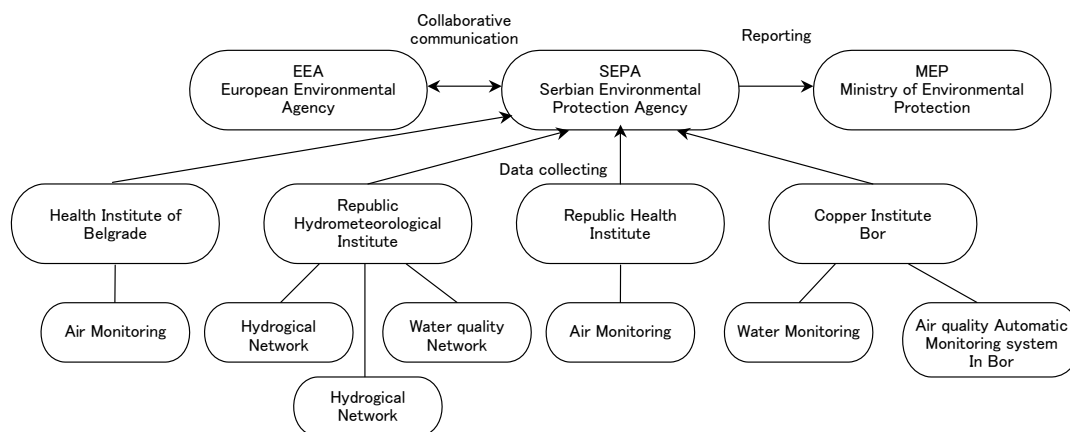 Collaborative
communication
Reporting
EEA
European Environmental
Agency
SEPA
Serbian Environmental
Protection Agency
MEP
Ministry of Environmental
Protection
Data collecting
Health Institute of
Belgrade
Republic
Hydrometeorological
Institute
Republic Health
Institute
Copper Institute
Bor
Air Monitoring
Hydrogical
Network
Hydrogical
Network
Water quality
Network
Air Monitoring
Water Monitoring
Air quality Automatic
Monitoring system
In Bor